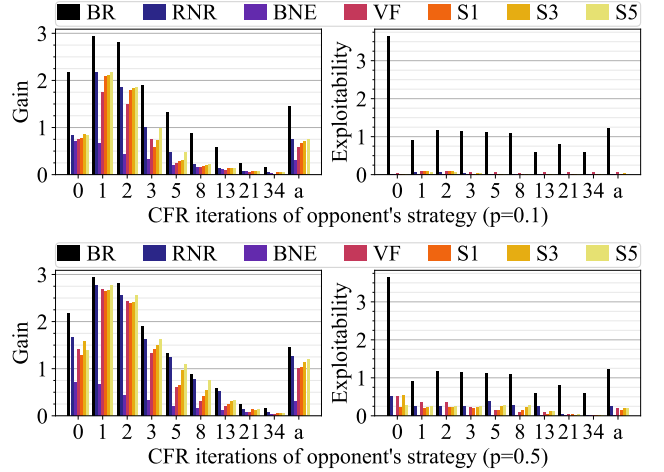 BR RNR BNE VF S1 S3 S5
Gain
3
2
1
0
0 1 2 3 5 8 13 21 34 a
Exploitability
3
2
1
0
0 1 2 3 5 8 13 21 34 a
CFR iterations of opponent's strategy (p=0.1)
BR RNR BNE VF S1 S3 S5
Gain
3
2
1
0
0 1 2 3 5 8 13 21 34 a
Exploitability
3
2
1
0
0 1 2 3 5 8 13 21 34 a
CFR iterations of opponent's strategy (p=0.5)